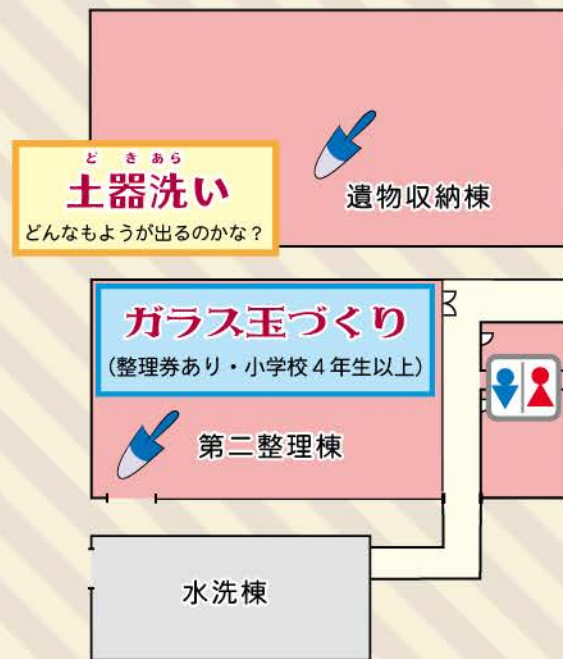 どきあら
土器洗い
どんなもようが出るのかな？
遺物収納棟
ガラス玉づくり
(整理券あり・小学校４年生以上)
第二整理棟
水洗棟